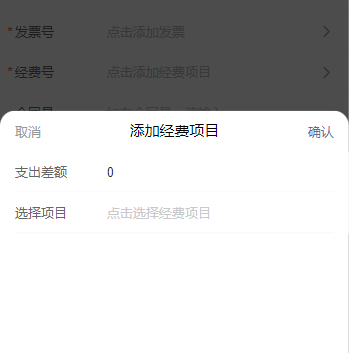 *发票号 点击添加发票
*经费号 点击添加经费项目
取消 添加经费项目 确认
支出差额 0
选择项目 点击选择经费项目